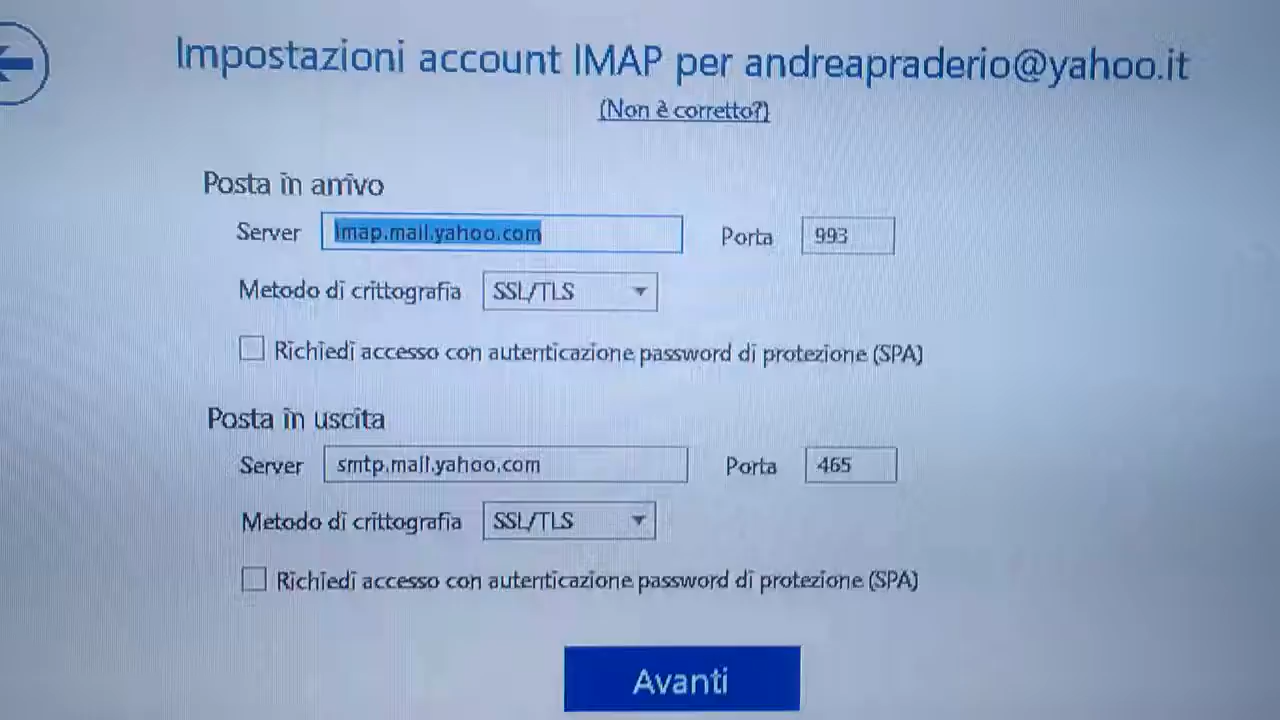 Impostazioni account IMAP per andreapraderio@yahoo.it
(Non è corretto?)
Posta in arrivo
Server imap.mail.yahoo.com Porta 993
Metodo di crittografia SSL/TLS
Richiedi accesso con autenticazione password di protezione (SPA)
Posta in uscita
Server smtp.mail.yahoo.com Porta 465
Metodo di crittografia SSL/TLS
Richiedi accesso con autenticazione password di protezione (SPA)
Avanti